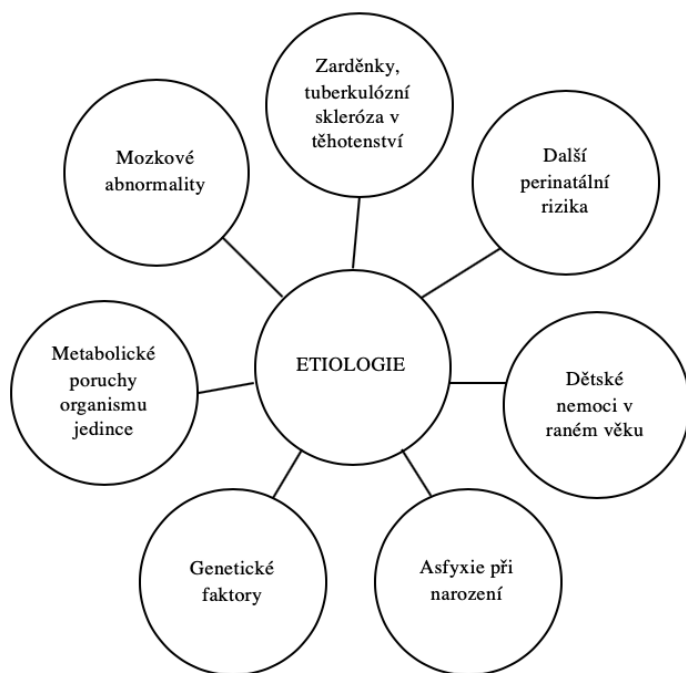 Zarděnky,
tuberkulózní
skleróza v
těhotenství
Mozkové
abnormality
Další
perinatální
rizika
ETIOLOGIE
Metabolické
poruchy
organismu
jedince
Dětské
nemoci v
raném věku
Genetické
faktory
Asfyxie při
narození